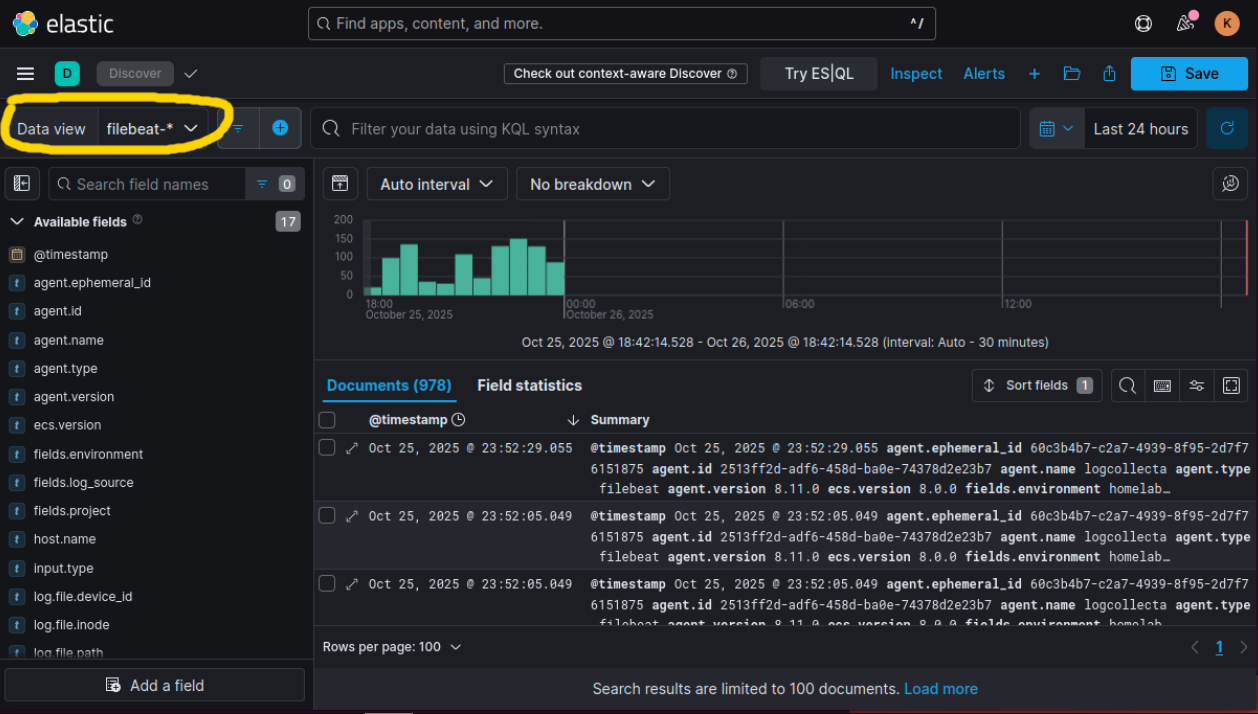 elastic
Find apps, content, and more.
^/
K
D
Discover
Check out context-aware Discover
Try ES|QL
Inspect
Alerts
Save
Data view
filebeat-*
Filter your data using KQL syntax
Last 24 hours
Search field names
0
Auto interval
No breakdown
Available fields
17
@timestamp
agent.ephemeral_id
agent.id
agent.name
agent.type
agent.version
ecs.version
fields.environment
fields.log_source
fields.project
host.name
input.type
log.file.device_id
log.file.inode
log.file.path
Add a field
200
150
100
50
0
18:00
October 25, 2025
00:00
October 26, 2025
06:00
12:00
Oct 25, 2025 @ 18:42:14.528 - Oct 26, 2025 @ 18:42:14.528 (interval: Auto - 30 minutes)
Documents (978)
Field statistics
Sort fields 1
@timestamp
Summary
Oct 25, 2025 @ 23:52:29.055
@timestamp Oct 25, 2025 @ 23:52:29.055 agent.ephemeral_id 60c3b4b7-c2a7-4939-8f95-2d7f7
6151875 agent.id 2513ff2d-adf6-458d-ba0e-74378d2e23b7 agent.name logcollecta agent.type
filebeat agent.version 8.11.0 ecs.version 8.0.0 fields.environment homelab…
Oct 25, 2025 @ 23:52:05.049
@timestamp Oct 25, 2025 @ 23:52:05.049 agent.ephemeral_id 60c3b4b7-c2a7-4939-8f95-2d7f7
6151875 agent.id 2513ff2d-adf6-458d-ba0e-74378d2e23b7 agent.name logcollecta agent.type
filebeat agent.version 8.11.0 ecs.version 8.0.0 fields.environment homelab…
Oct 25, 2025 @ 23:52:05.049
@timestamp Oct 25, 2025 @ 23:52:05.049 agent.ephemeral_id 60c3b4b7-c2a7-4939-8f95-2d7f7
6151875 agent.id 2513ff2d-adf6-458d-ba0e-74378d2e23b7 agent.name logcollecta agent.type
filebeat agent.version 8.11.0 ecs.version 8.0.0 fields.environment homelab…
Rows per page: 100
1
Search results are limited to 100 documents. Load more